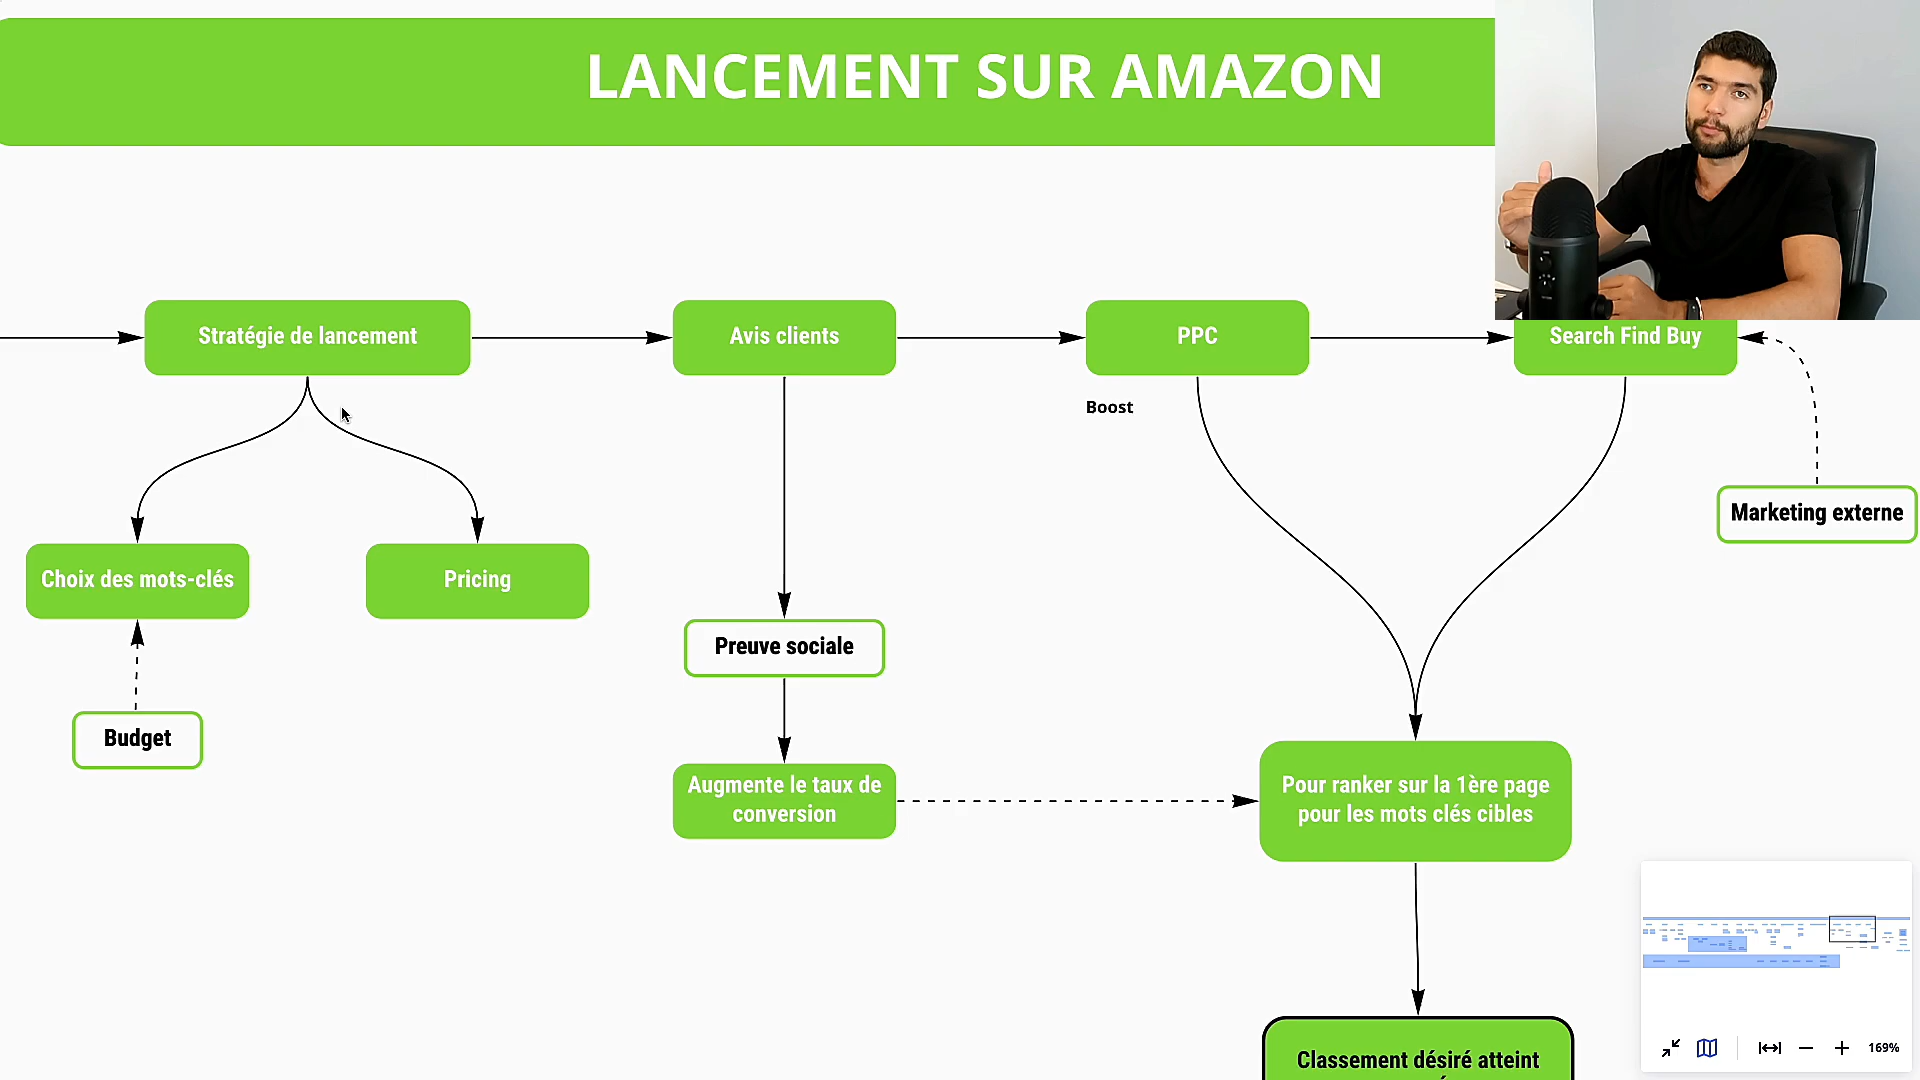 LANCEMENT SUR AMAZON
Stratégie de lancement
Avis clients
PPC
Search Find Buy
Boost
Marketing externe
Choix des mots-clés
Pricing
Preuve sociale
Budget
Augmente le taux de
conversion
Pour ranker sur la 1ère page
pour les mots clés cibles
Classement désiré atteint
169%